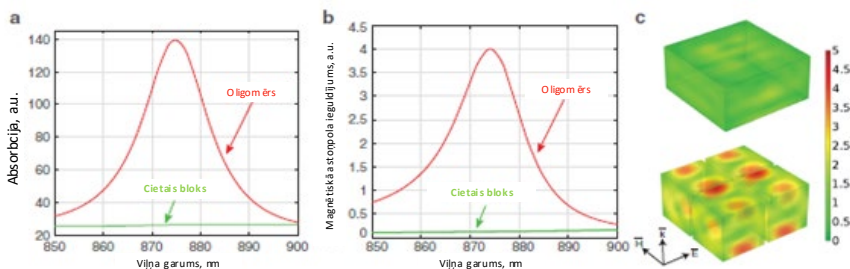 a
Absorbcija, a.u.
140
120
100
80
60
40
20
850 860 870 880 890 900
Viļņa garums, nm
Oligomērs
Cietais bloks
b
Magnētiskā astoņpola ieguldījums, a.u.
4.5
4
3.5
3
2.5
2
1.5
1
0.5
0
850 860 870 880 890 900
Viļņa garums, nm
Oligomērs
Cietais bloks
c
5
4.5
4
3.5
3
2.5
2
1.5
1
0.5
0
H k E